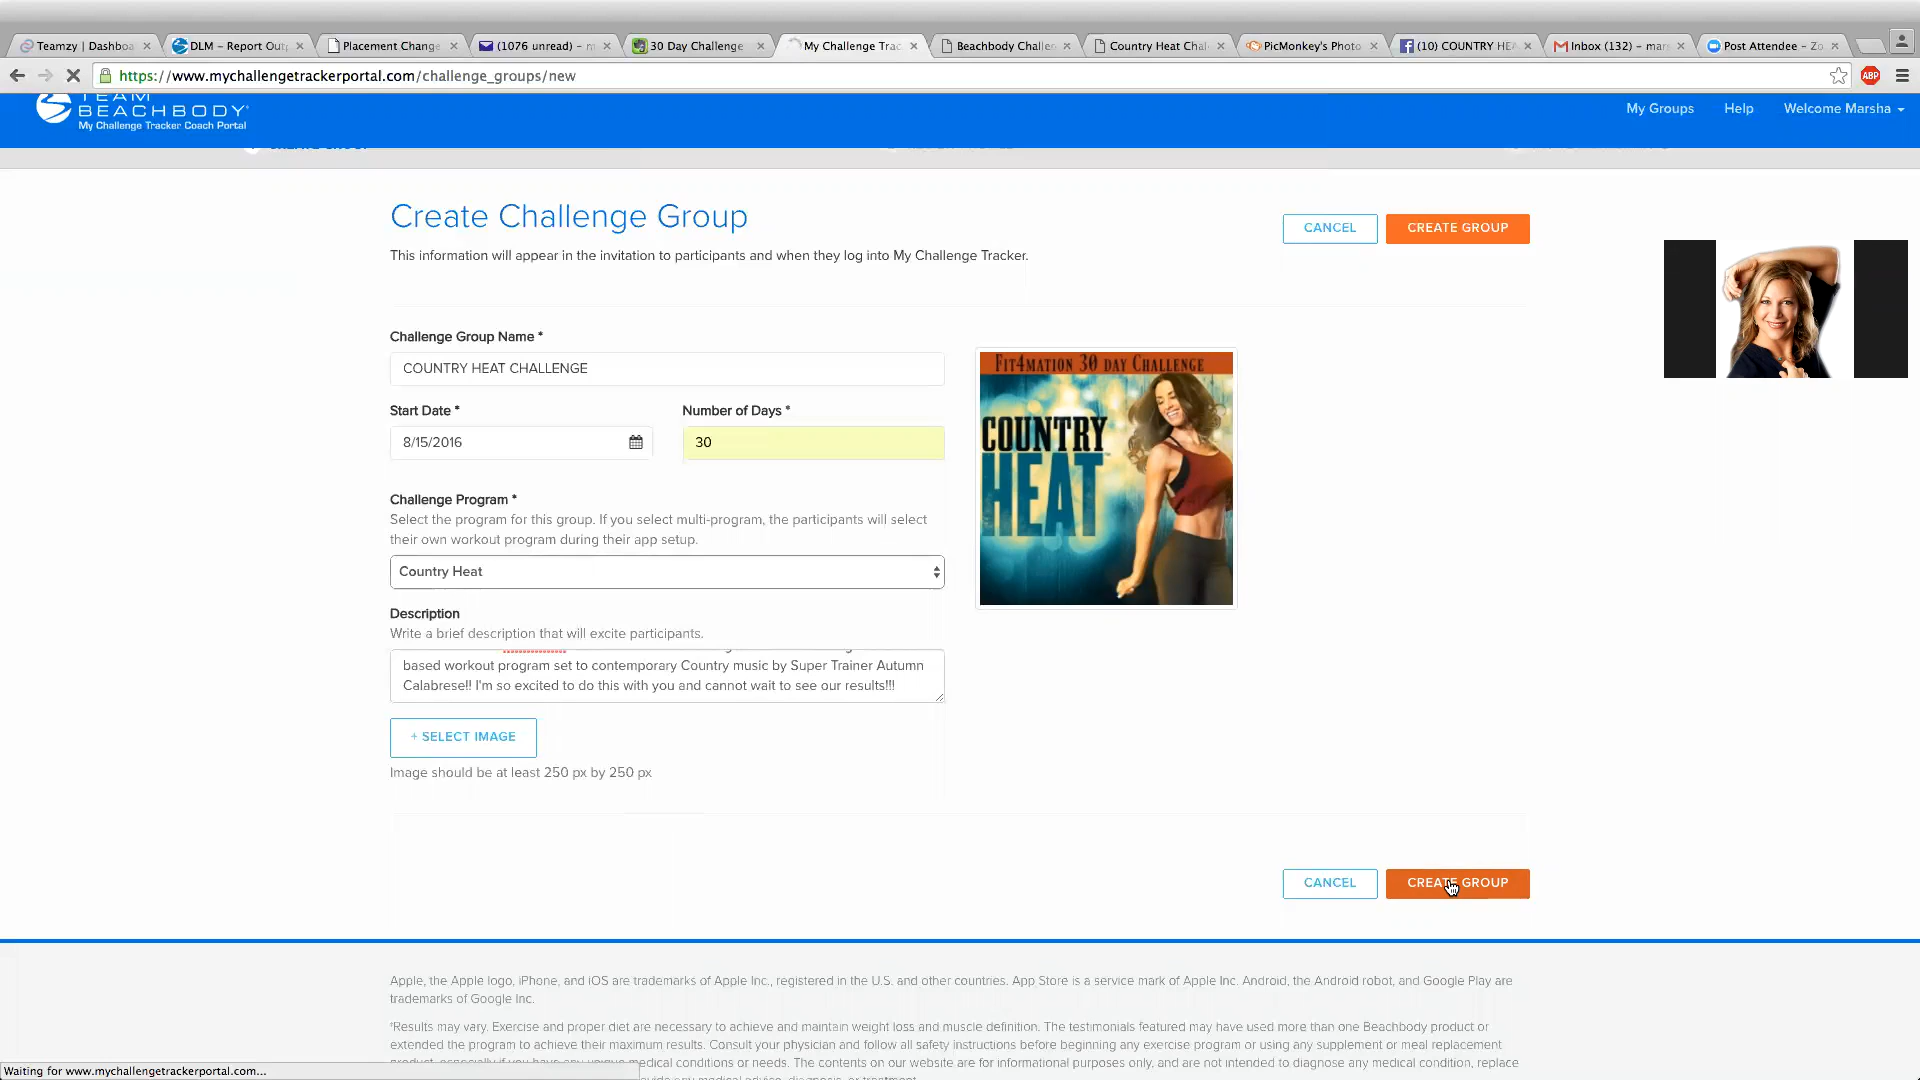 Teamzy | Dashboa
DLM – Report Out
Placement Change
(1076 unread) – m
30 Day Challenge
My Challenge Trac
Beachbody Challe
Country Heat Chal
PicMonkey's Photo
(10) COUNTRY HE
Inbox (132) – mar
Post Attendee – Zo
https://www.mychallengetrackerportal.com/challenge_groups/new
ABP
TEAM
BEACHBODY
My Challenge Tracker Coach Portal
My Groups
Help
Welcome Marsha
CREATE GROUP
Create Challenge Group
CANCEL
CREATE GROUP
This information will appear in the invitation to participants and when they log into My Challenge Tracker.
Challenge Group Name *
COUNTRY HEAT CHALLENGE
Start Date *
Number of Days *
8/15/2016
30
Challenge Program *
Select the program for this group. If you select multi-program, the participants will select
their own workout program during their app setup.
Country Heat
Description
Write a brief description that will excite participants.
based workout program set to contemporary Country music by Super Trainer Autumn
Calabrese!! I'm so excited to do this with you and cannot wait to see our results!!!
+ SELECT IMAGE
Image should be at least 250 px by 250 px
Fit4mation 30 day Challenge
COUNTRY
HEAT
CANCEL
CREATE GROUP
Apple, the Apple logo, iPhone, and iOS are trademarks of Apple Inc., registered in the U.S. and other countries. App Store is a service mark of Apple Inc. Android, the Android robot, and Google Play are
trademarks of Google Inc.
†Results may vary. Exercise and proper diet are necessary to achieve and maintain weight loss and muscle definition. The testimonials featured may have used more than one Beachbody product or
extended the program to achieve their maximum results. Consult your physician and follow all safety instructions before beginning any exercise program or using any supplement or meal replacement
product, especially if you have any unique medical conditions or needs. The contents on our website are for informational purposes only, and are not intended to diagnose any medical condition, replace
Waiting for www.mychallengetrackerportal.com...